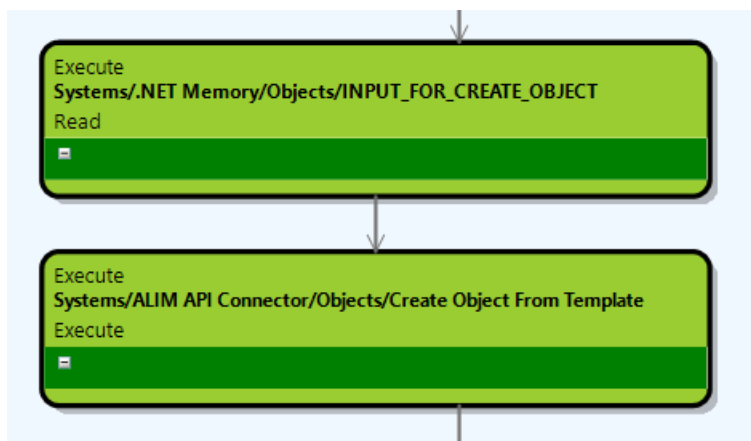 Execute
Systems/.NET Memory/Objects/INPUT_FOR_CREATE_OBJECT
Read
Execute
Systems/ALIM API Connector/Objects/Create Object From Template
Execute